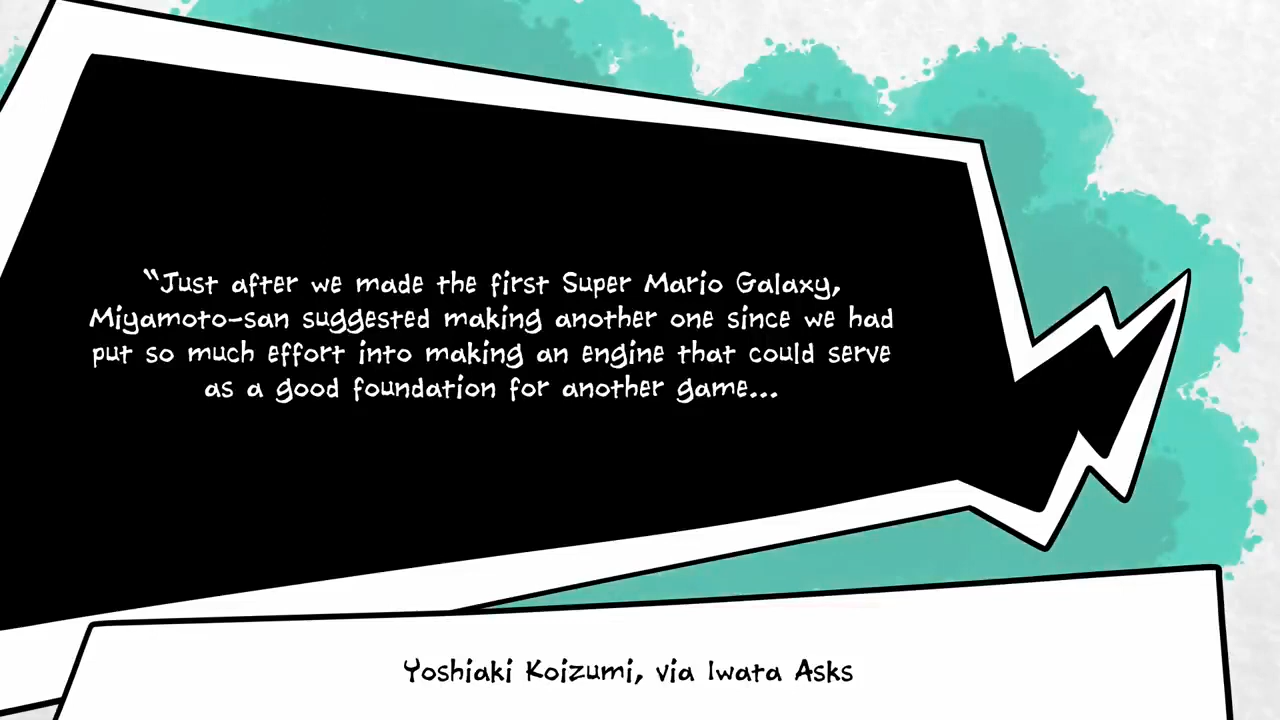 “Just after we made the first Super Mario Galaxy,
Miyamoto-san suggested making another one since we had
put so much effort into making an engine that could serve
as a good foundation for another game...
Yoshiaki Koizumi, via Iwata Asks